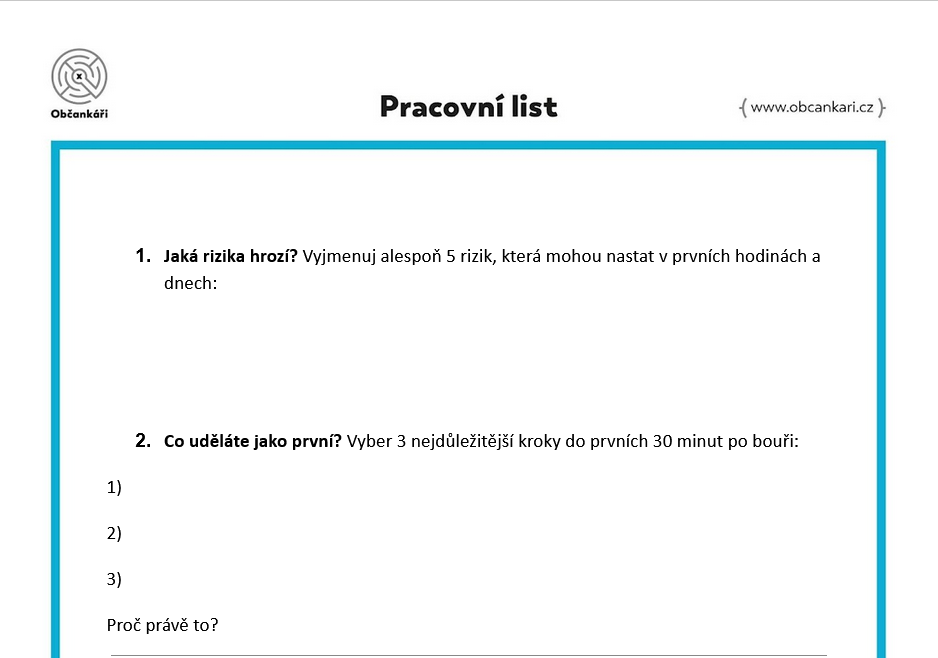 Občankáři
Pracovní list
www.obcankari.cz
1. Jaká rizika hrozí? Vyjmenuj alespoň 5 rizik, která mohou nastat v prvních hodinách a
dnech:
2. Co uděláte jako první? Vyber 3 nejdůležitější kroky do prvních 30 minut po bouři:
1)
2)
3)
Proč právě to?